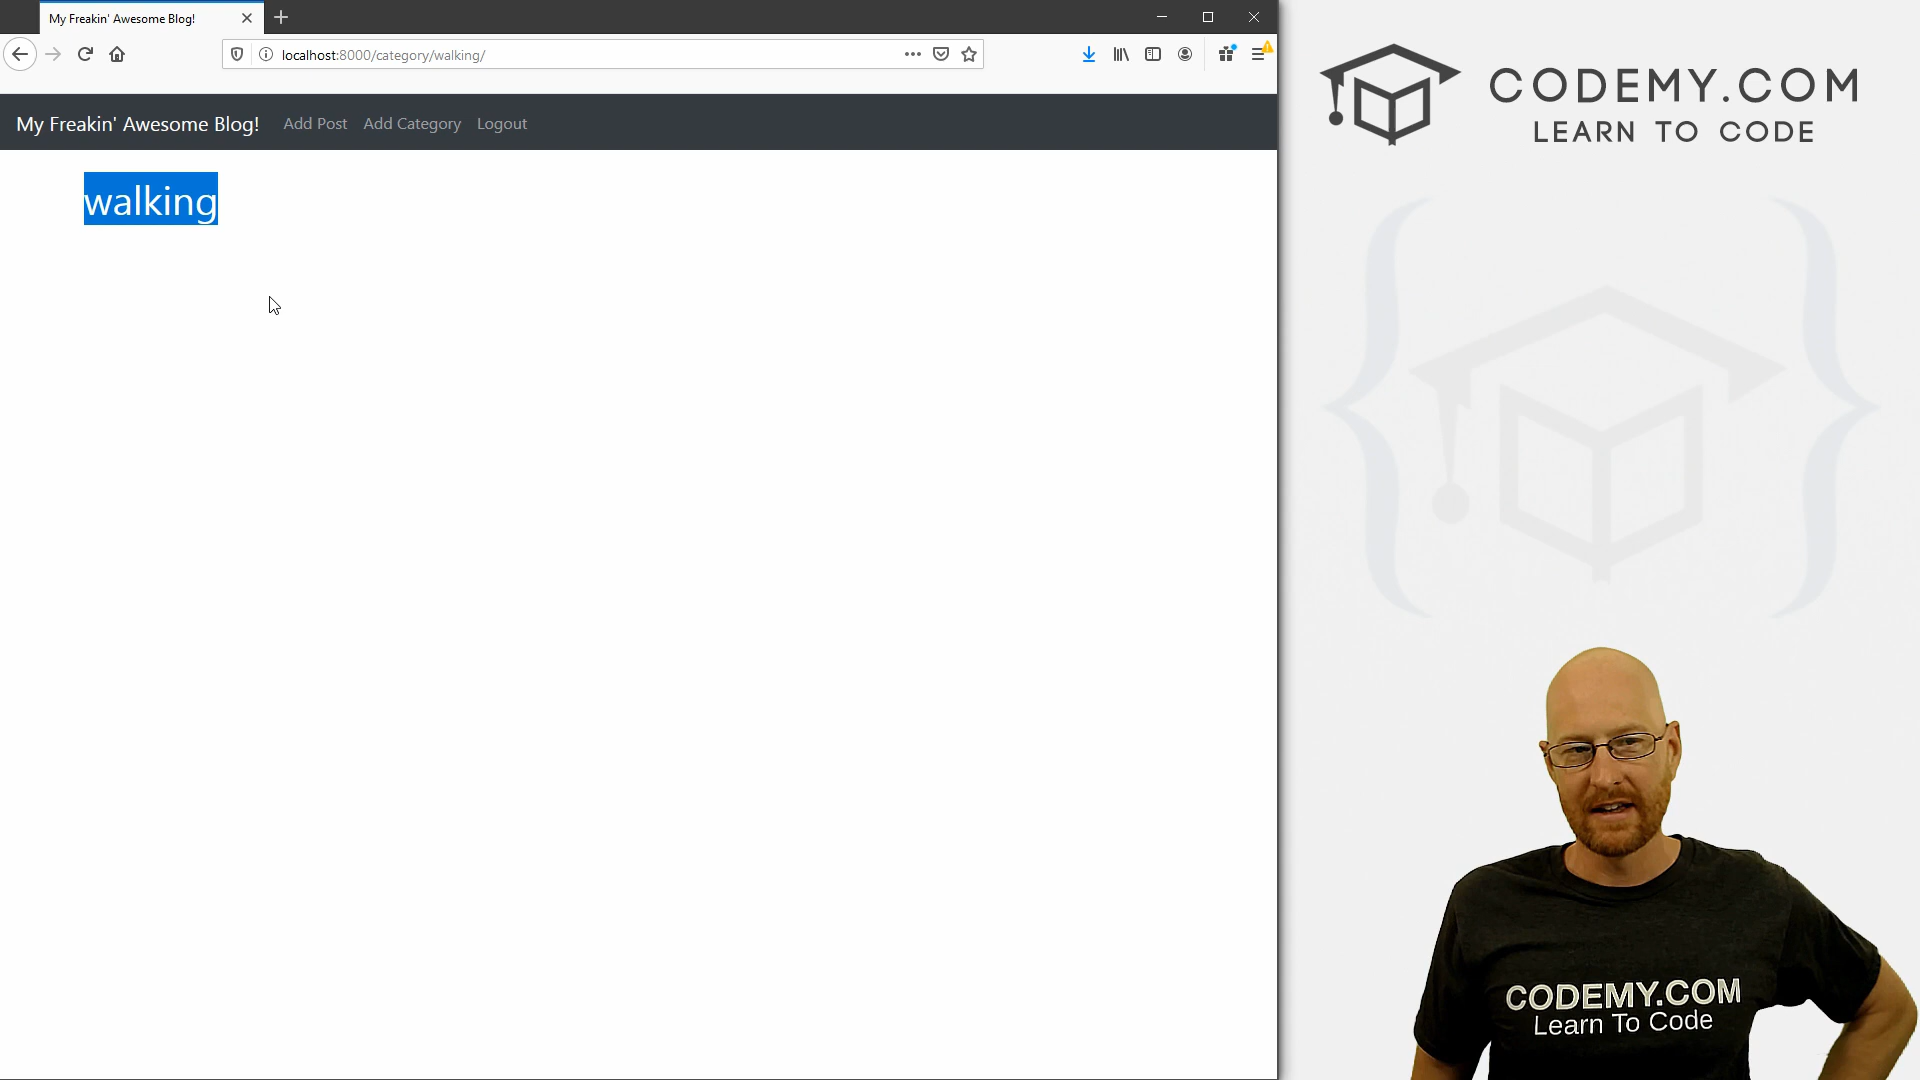 My Freakin' Awesome Blog!
localhost:8000/category/walking/
My Freakin' Awesome Blog! Add Post Add Category Logout
walking
CODEMY.COM
LEARN TO CODE
CODEMY.COM
Learn To Code